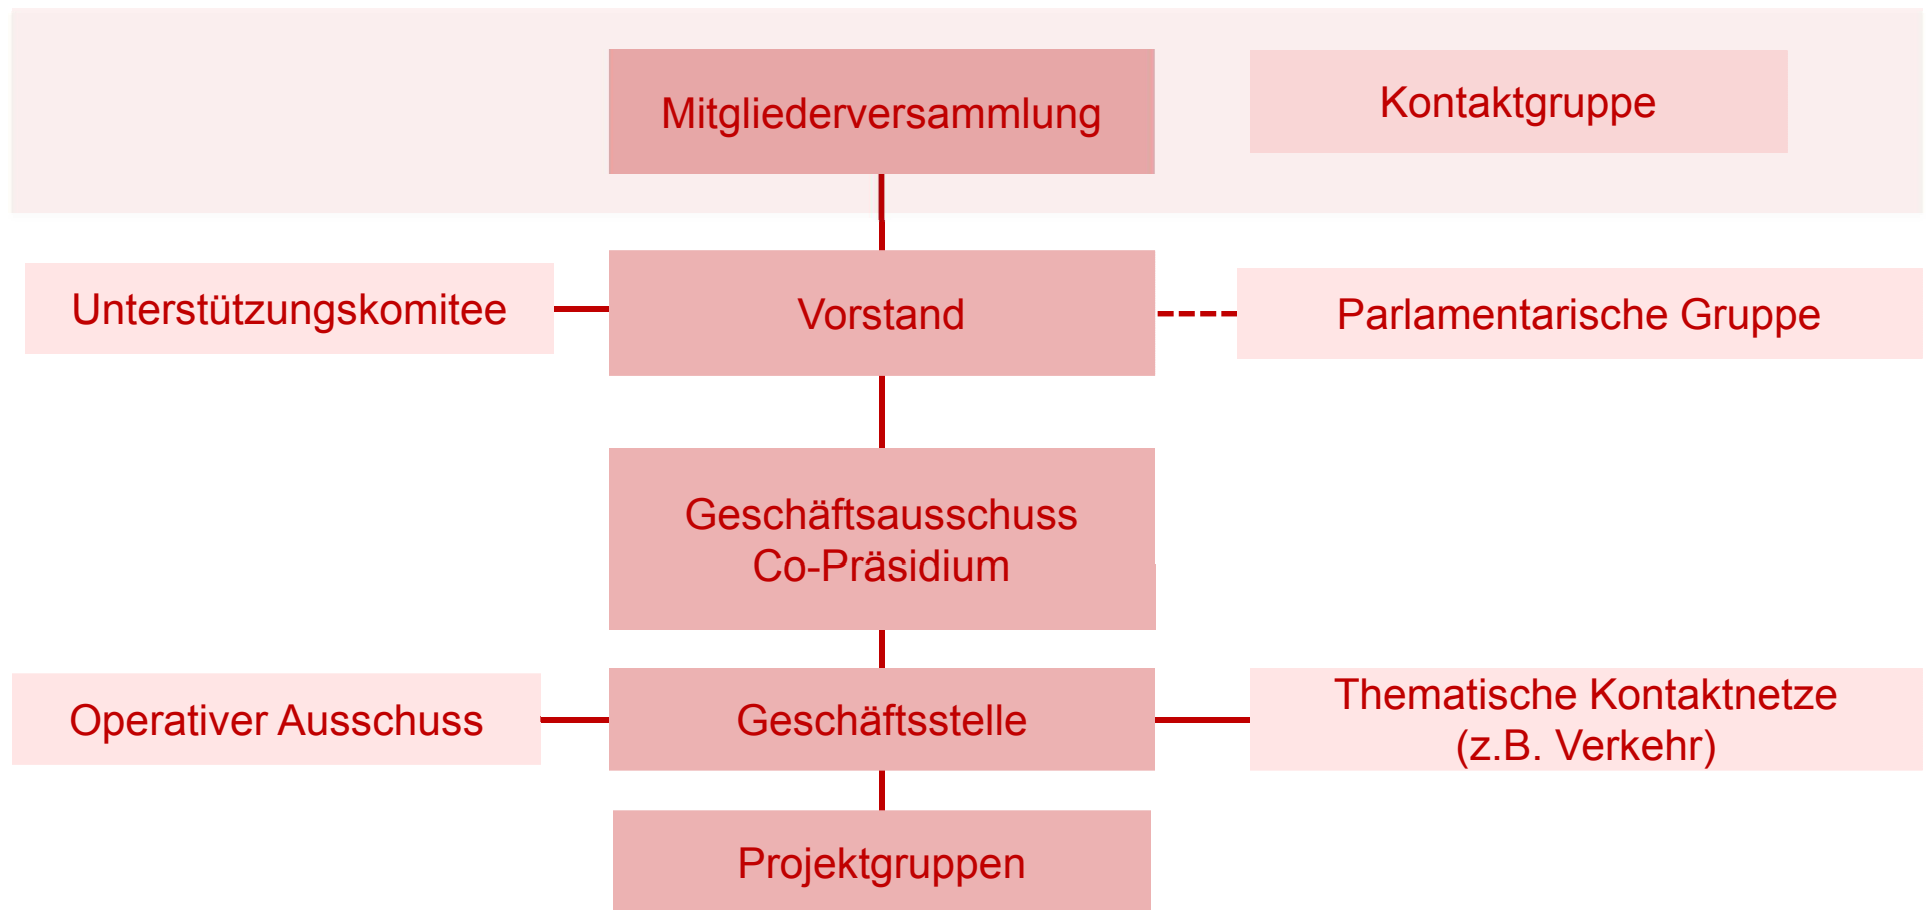 Mitgliederversammlung
Kontaktgruppe
Unterstützungskomitee
Vorstand
Parlamentarische Gruppe
Geschäftsausschuss
Co-Präsidium
Operativer Ausschuss
Geschäftsstelle
Thematische Kontaktnetze
(z.B. Verkehr)
Projektgruppen